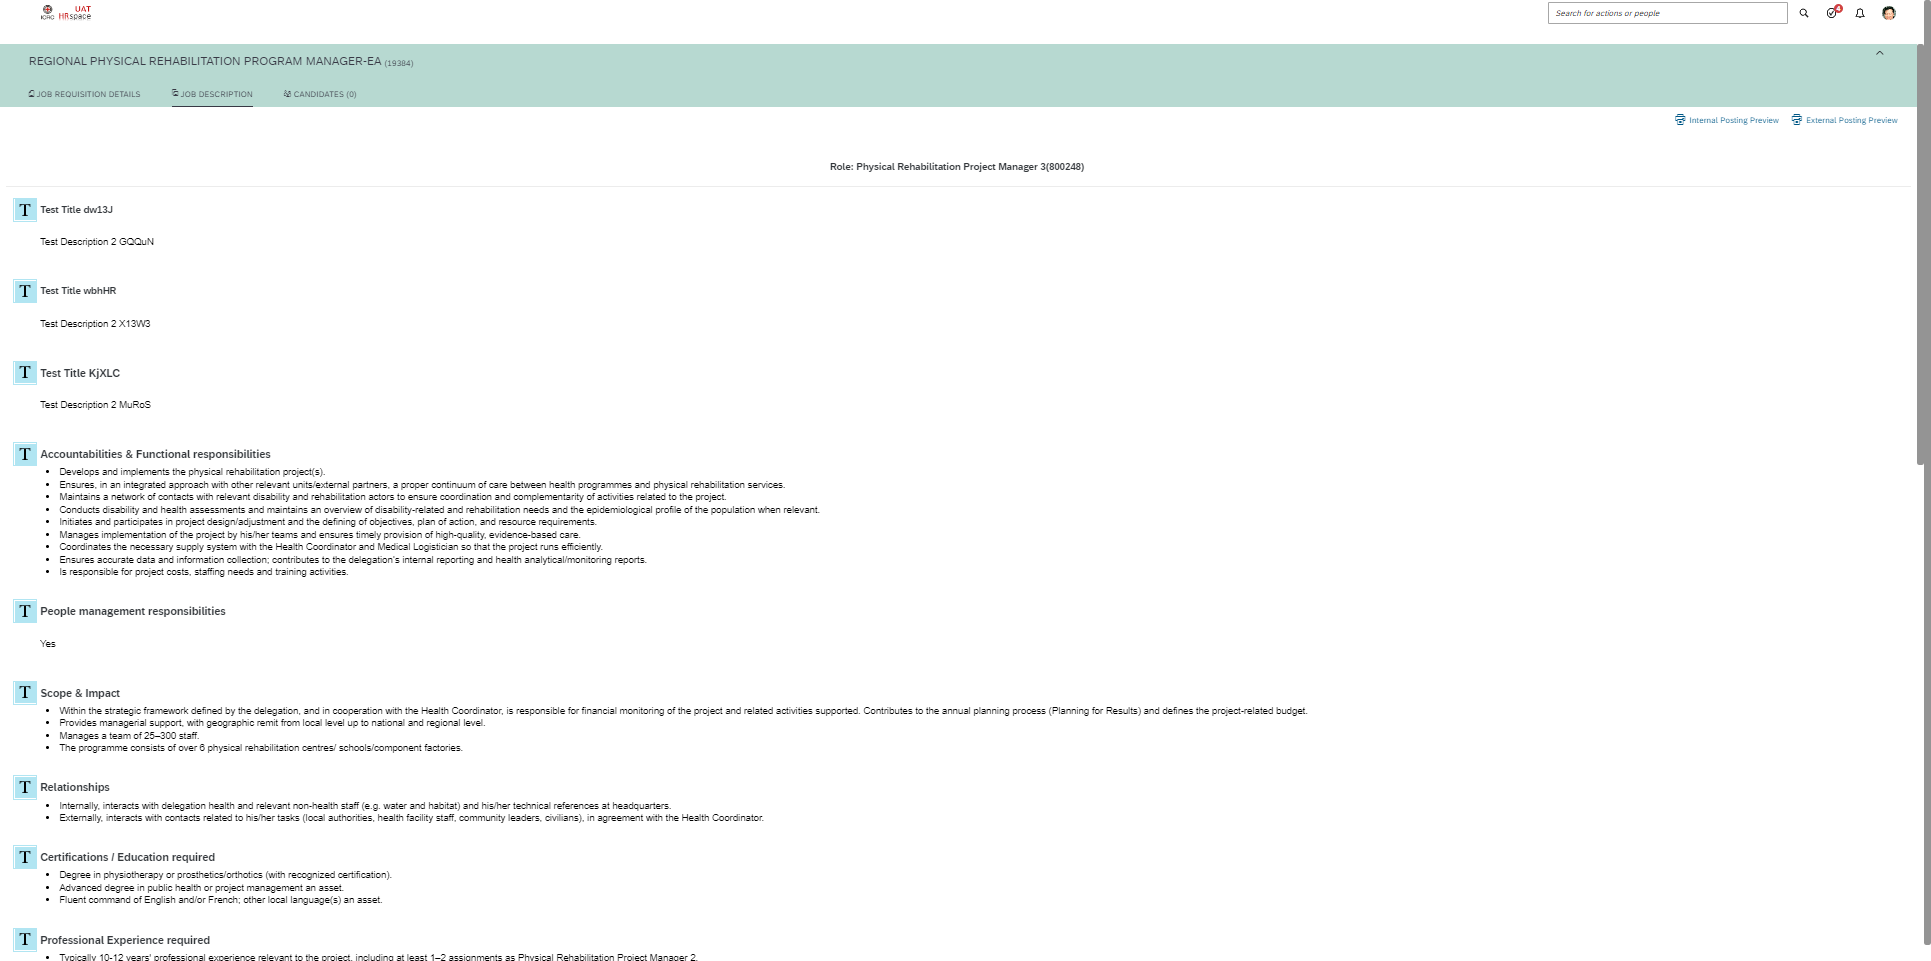 UAT
ICRC HRspace
Search for actions or people
4
REGIONAL PHYSICAL REHABILITATION PROGRAM MANAGER-EA (19384)
JOB REQUISITION DETAILS JOB DESCRIPTION CANDIDATES (0)
Internal Posting Preview External Posting Preview
Role: Physical Rehabilitation Project Manager 3(800248)
T Test Title dw13J
Test Description 2 GQQuN
T Test Title wbhHR
Test Description 2 X13W3
T Test Title KjXLC
Test Description 2 MuRoS
T Accountabilities & Functional responsibilities
• Develops and implements the physical rehabilitation project(s).
• Ensures, in an integrated approach with other relevant units/external partners, a proper continuum of care between health programmes and physical rehabilitation services.
• Maintains a network of contacts with relevant disability and rehabilitation actors to ensure coordination and complementarity of activities related to the project.
• Conducts disability and health assessments and maintains an overview of disability-related and rehabilitation needs and the epidemiological profile of the population when relevant.
• Initiates and participates in project design/adjustment and the defining of objectives, plan of action, and resource requirements.
• Manages implementation of the project by his/her teams and ensures timely provision of high-quality, evidence-based care.
• Coordinates the necessary supply system with the Health Coordinator and Medical Logistician so that the project runs efficiently.
• Ensures accurate data and information collection; contributes to the delegation's internal reporting and health analytical/monitoring reports.
• Is responsible for project costs, staffing needs and training activities.
T People management responsibilities
Yes
T Scope & Impact
• Within the strategic framework defined by the delegation, and in cooperation with the Health Coordinator, is responsible for financial monitoring of the project and related activities supported. Contributes to the annual planning process (Planning for Results) and defines the project-related budget.
• Provides managerial support, with geographic remit from local level up to national and regional level.
• Manages a team of 25–300 staff.
• The programme consists of over 6 physical rehabilitation centres/ schools/component factories.
T Relationships
• Internally, interacts with delegation health and relevant non-health staff (e.g. water and habitat) and his/her technical references at headquarters.
• Externally, interacts with contacts related to his/her tasks (local authorities, health facility staff, community leaders, civilians), in agreement with the Health Coordinator.
T Certifications / Education required
• Degree in physiotherapy or prosthetics/orthotics (with recognized certification).
• Advanced degree in public health or project management an asset.
• Fluent command of English and/or French; other local language(s) an asset.
T Professional Experience required
• Typically 10-12 years' professional experience relevant to the project, including at least 1–2 assignments as Physical Rehabilitation Project Manager 2.